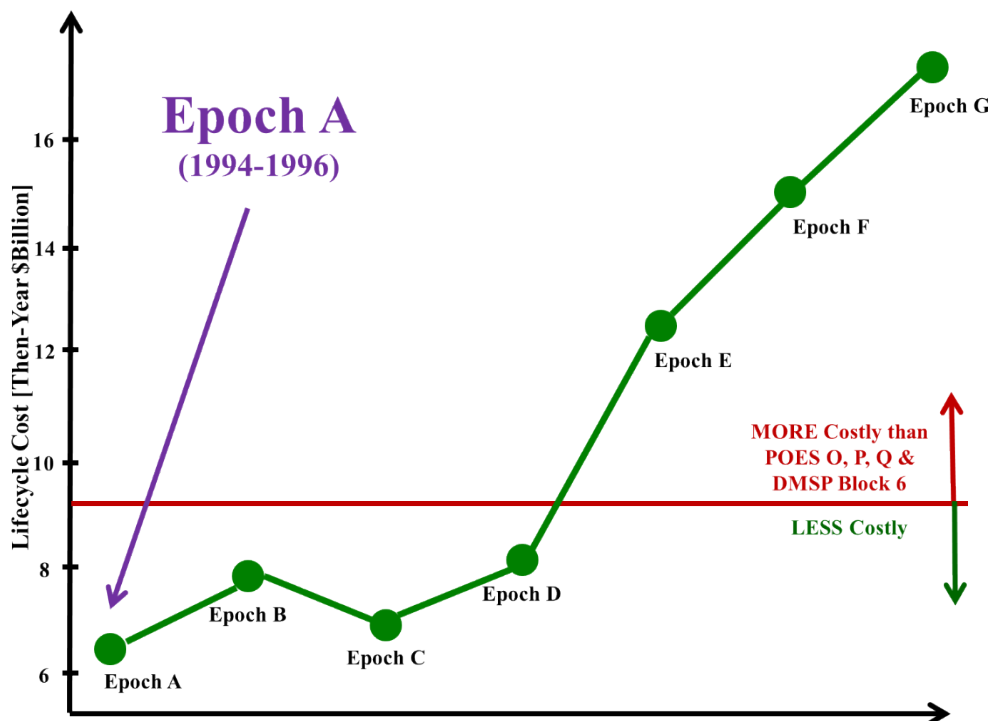 Epoch A
(1994-1996)
Lifecycle Cost [Then-Year $Billion]
16
14
12
10
8
6
Epoch G
Epoch F
Epoch E
MORE Costly than
POES O, P, Q &
DMSP Block 6
LESS Costly
Epoch D
Epoch B
Epoch C
Epoch A